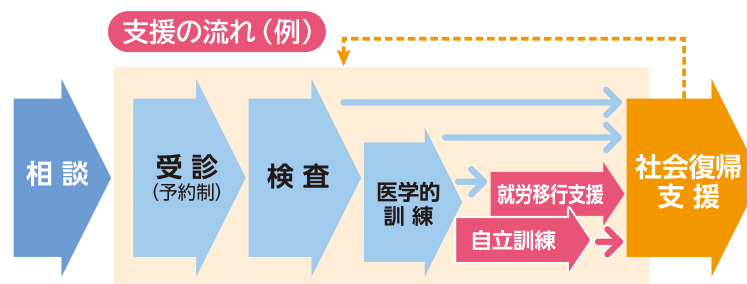 支援の流れ（例）
相談
受診
（予約制）
検査
医学的
訓練
就労移行支援
自立訓練
社会復帰
支援